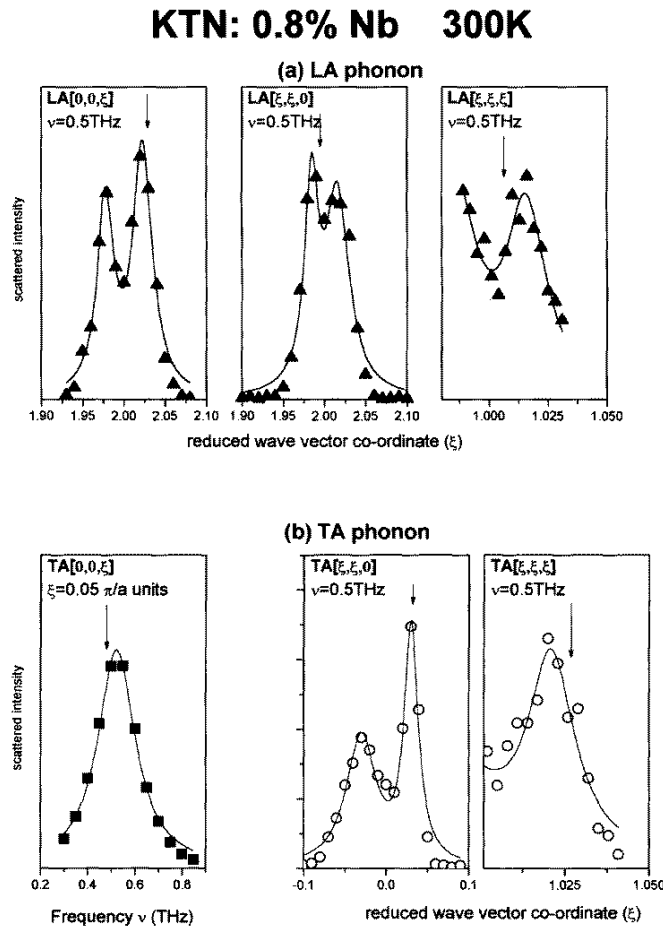 KTN: 0.8% Nb 300K
(a) LA phonon
LA[0,0,ξ]
ν=0.5THz
LA[ξ,ξ,0]
ν=0.5THz
LA[ξ,ξ,ξ]
ν=0.5THz
scattered intensity
1.90 1.95 2.00 2.05 2.10
1.90 1.95 2.00 2.05 2.10
1.000 1.025 1.050
reduced wave vector co-ordinate (ξ)
(b) TA phonon
TA[0,0,ξ]
ξ=0.05 π/a units
TA[ξ,ξ,0]
ν=0.5THz
TA[ξ,ξ,ξ]
ν=0.5THz
scattered intensity
0.2 0.4 0.6 0.8
-0.1 0.0 0.1
1.025 1.050
Frequency ν (THz)
reduced wave vector co-ordinate (ξ)